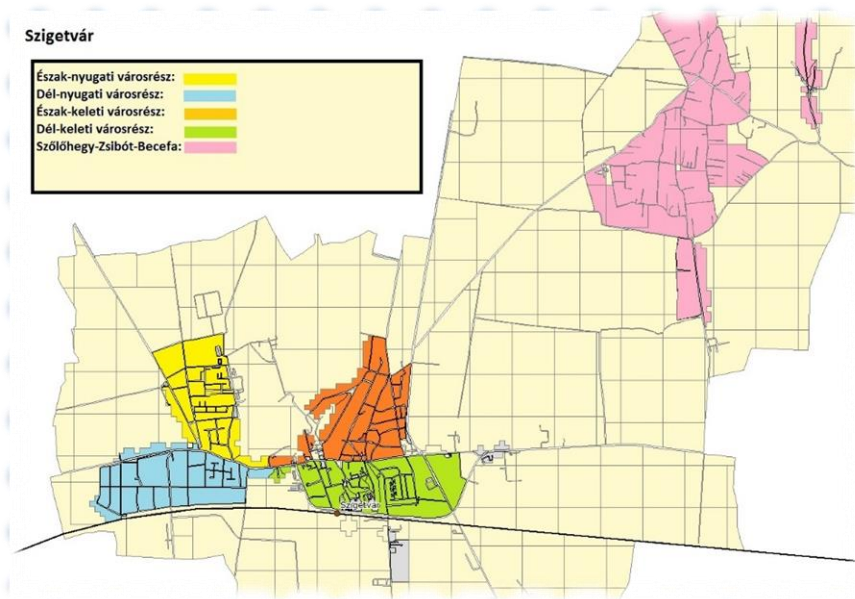 Szigetvár
Észak-nyugati városrész:
Dél-nyugati városrész:
Észak-keleti városrész:
Dél-keleti városrész:
Szőlőhegy-Zsibót-Becefa:
Szigetvár